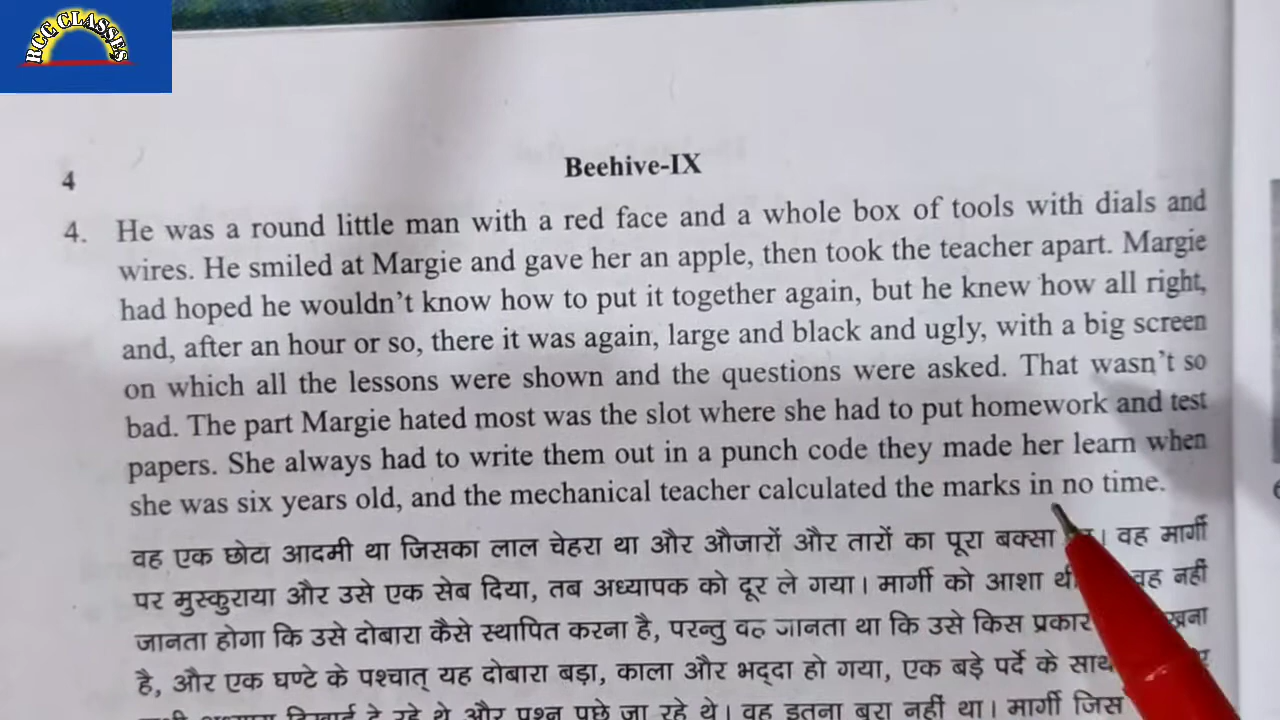 RCC CLASSES
4
Beehive-IX
4. He was a round little man with a red face and a whole box of tools with dials and
wires. He smiled at Margie and gave her an apple, then took the teacher apart. Margie
had hoped he wouldn't know how to put it together again, but he knew how all right,
and, after an hour or so, there it was again, large and black and ugly, with a big screen
on which all the lessons were shown and the questions were asked. That wasn't so
bad. The part Margie hated most was the slot where she had to put homework and test
papers. She always had to write them out in a punch code they made her learn when
she was six years old, and the mechanical teacher calculated the marks in no time.
वह एक छोटा आदमी था जिसका लाल चेहरा था और औजारों और तारों का पूरा बक्सा । वह मार्गी
पर मुस्कुराया और उसे एक सेब दिया, तब अध्यापक को दूर ले गया। मार्गी को आशा वह नहीं
जानता होगा कि उसे दोबारा कैसे स्थापित करना है, परन्तु वह जानता था कि उसे किस प्रकार
है, और एक घण्टे के पश्चात् यह दोबारा बड़ा, काला और भद्दा हो गया, एक बड़े पर्दे के साथ
दिखाई दे रहे थे और प्रश्न पूछे जा रहे थे। वह इतना बुरा नहीं था। मार्गी जिस